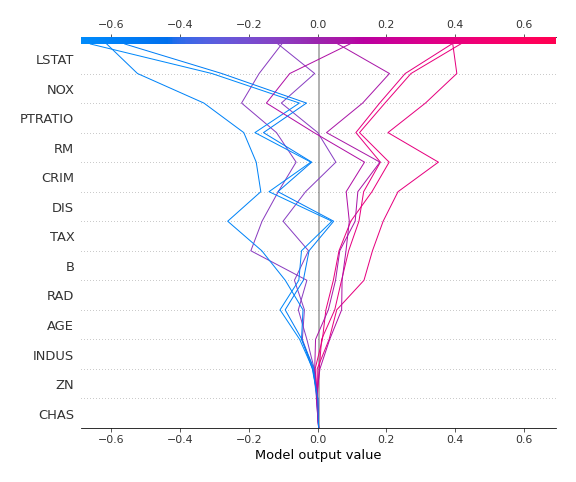 −0.6 −0.4 −0.2 0.0 0.2 0.4 0.6
LSTAT
NOX
PTRATIO
RM
CRIM
DIS
TAX
B
RAD
AGE
INDUS
ZN
CHAS
−0.6 −0.4 −0.2 0.0 0.2 0.4 0.6
Model output value